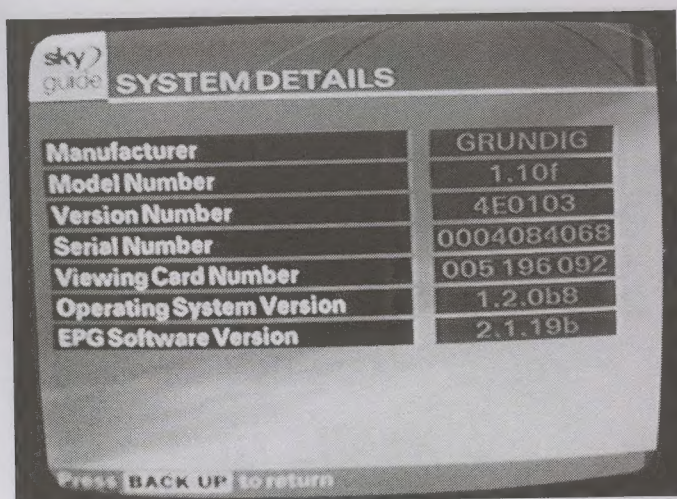 sky
guide SYSTEM DETAILS
Manufacturer GRUNDIG
Model Number 1.10f
Version Number 4E0103
Serial Number 0004084068
Viewing Card Number 005 196 092
Operating System Version 1.2.0b8
EPG Software Version 2.1.19b
Press BACK UP to return